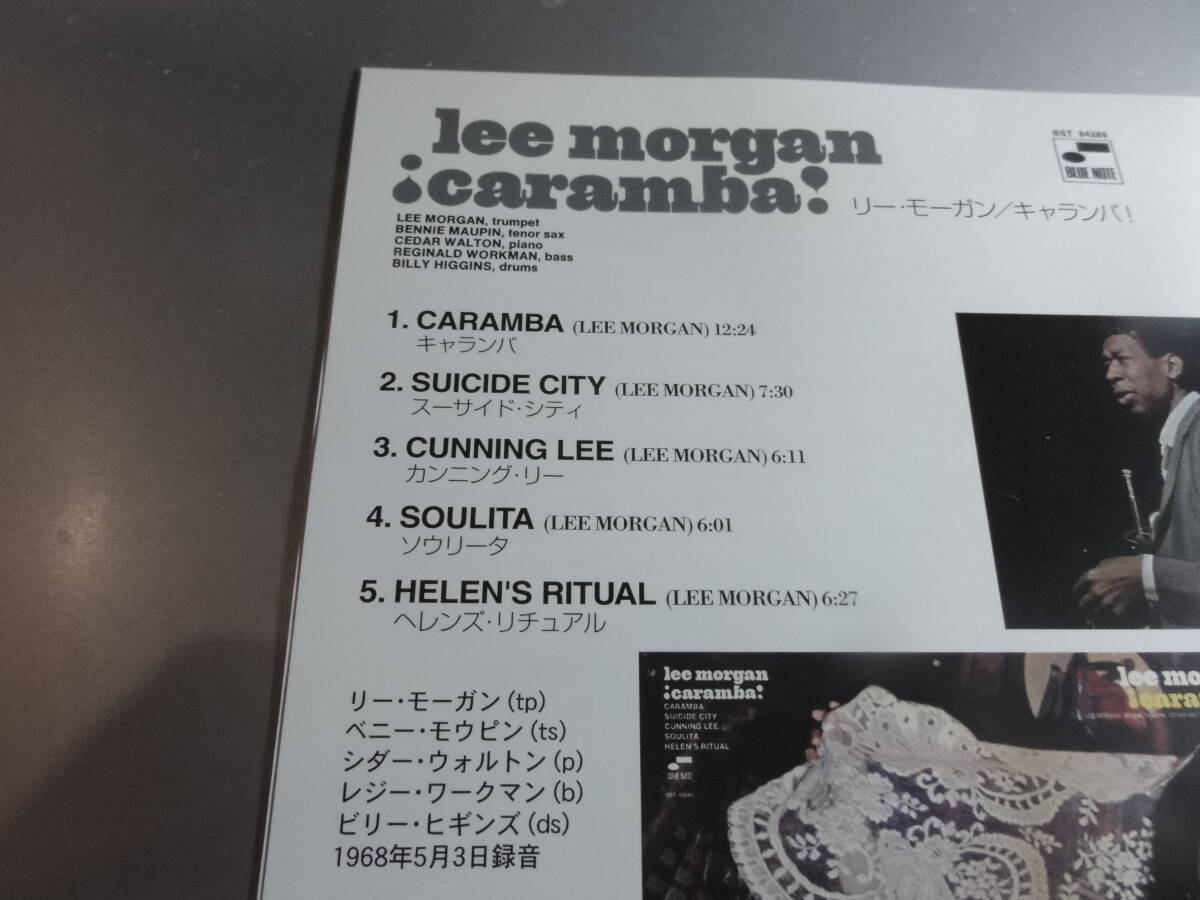 lee morgan
¡caramba!
リー・モーガン/キャランバ!
BST 84289
BLUE NOTE
LEE MORGAN, trumpet
BENNIE MAUPIN, tenor sax
CEDAR WALTON, piano
REGINALD WORKMAN, bass
BILLY HIGGINS, drums
1. CARAMBA (LEE MORGAN) 12:24
キャランバ
2. SUICIDE CITY (LEE MORGAN) 7:30
スーサイド・シティ
3. CUNNING LEE (LEE MORGAN) 6:11
カンニング・リー
4. SOULITA (LEE MORGAN) 6:01
ソウリータ
5. HELEN'S RITUAL (LEE MORGAN) 6:27
ヘレンズ・リチュアル
リー・モーガン(tp)
ベニー・モウピン(ts)
シダー・ウォルトン(p)
レジー・ワークマン(b)
ビリー・ヒギンズ(ds)
1968年5月3日録音
lee morgan
¡caramba!
CARAMBA
SUICIDE CITY
CUNNING LEE
SOULITA
HELEN'S RITUAL
BLUE NOTE
BST 84289
lee mo
¡caram